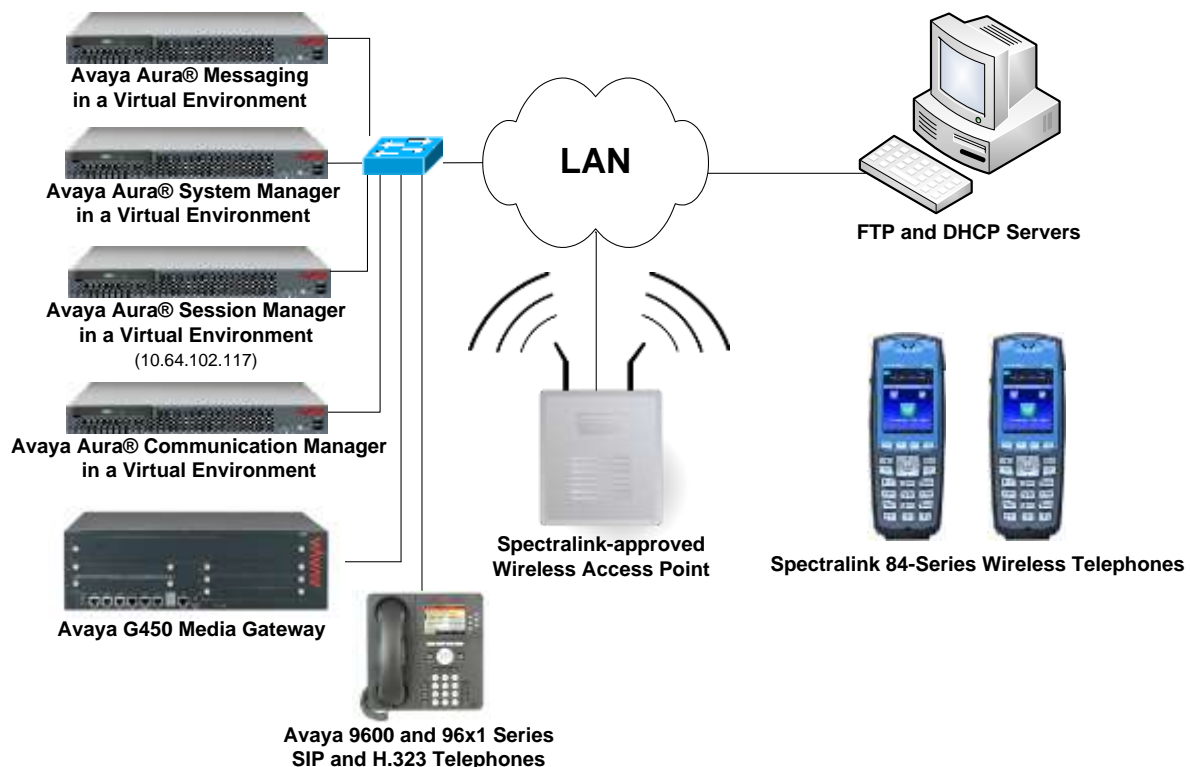 Avaya Aura® Messaging
in a Virtual Environment
Avaya Aura® System Manager
in a Virtual Environment
Avaya Aura® Session Manager
in a Virtual Environment
(10.64.102.117)
Avaya Aura® Communication Manager
in a Virtual Environment
AVAYA
Avaya G450 Media Gateway
Avaya 9600 and 96x1 Series
SIP and H.323 Telephones
LAN
Spectralink-approved
Wireless Access Point
FTP and DHCP Servers
Spectralink 84-Series Wireless Telephones